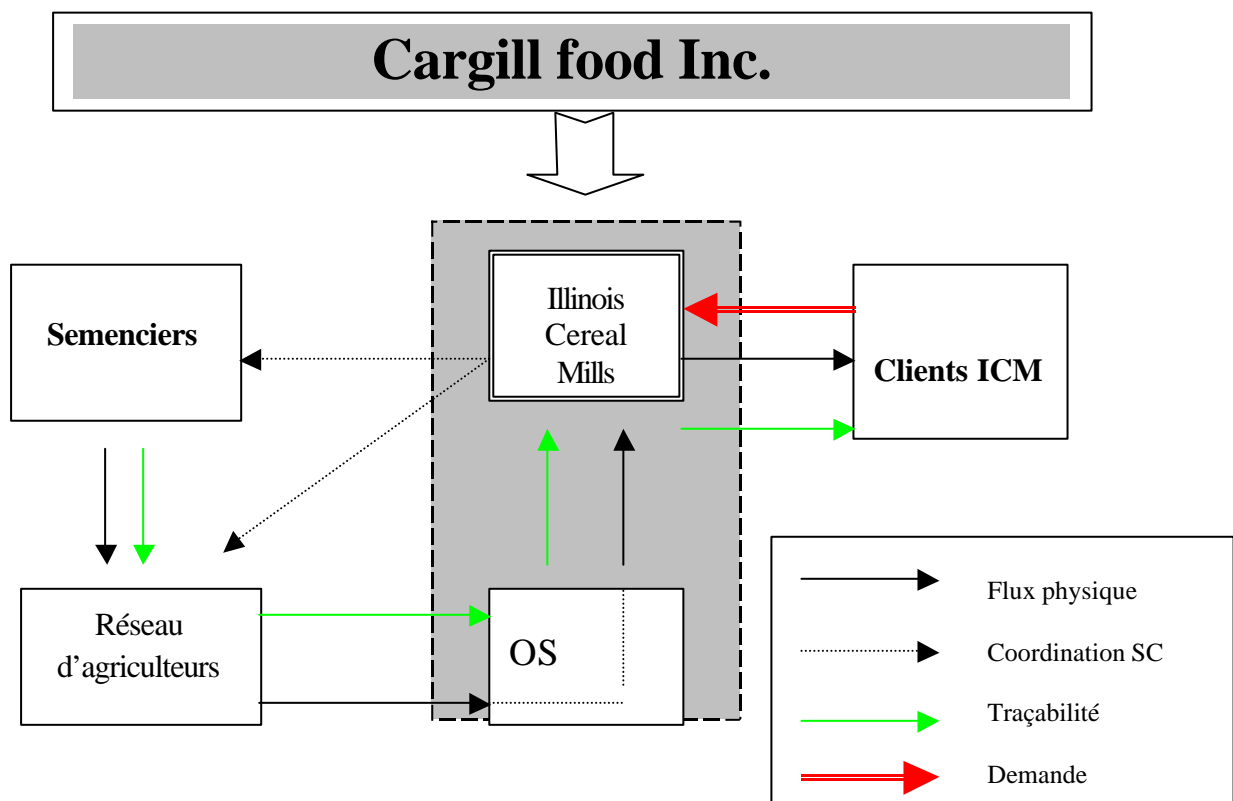 Cargill food Inc.
Semenciers
Illinois
Cereal
Mills
Clients ICM
Réseau
d'agriculteurs
OS
Flux physique
Coordination SC
Traçabilité
Demande